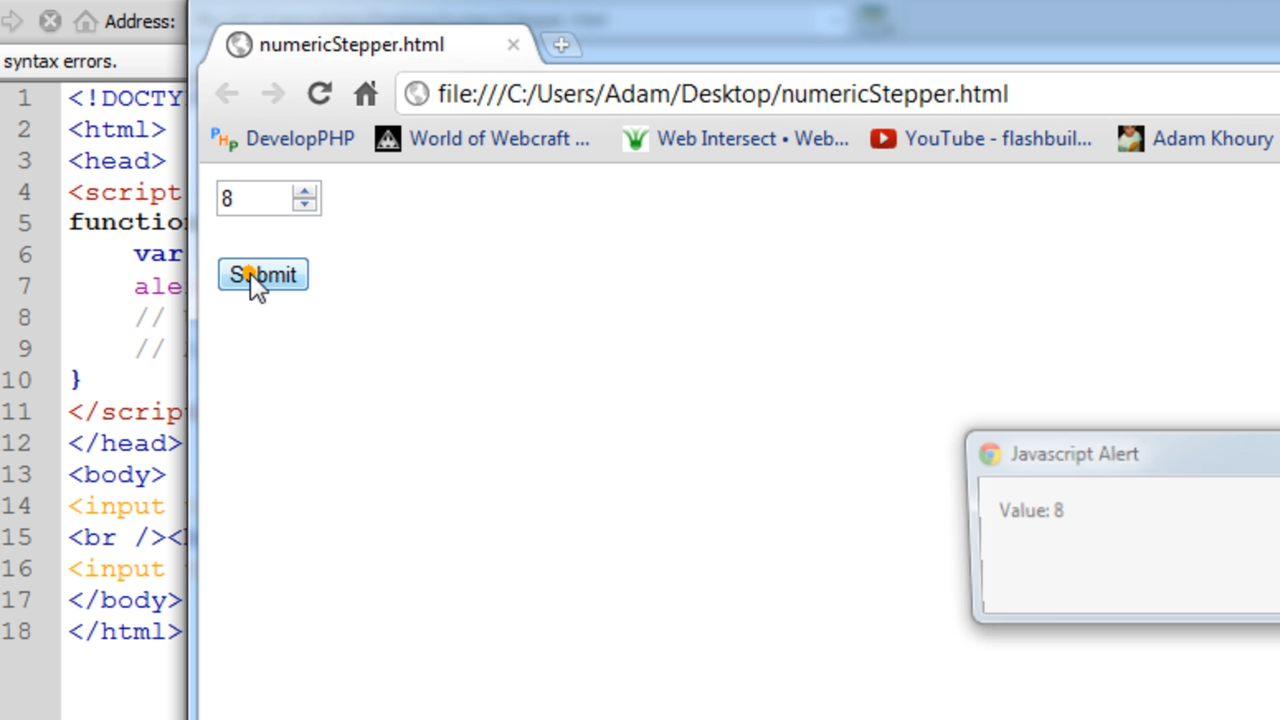 Address:
syntax errors.
1 <!DOCTY
2 <html>
3 <head>
4 <script
5 functio
6 var
7 ale
8 //
9 //
10 }
11 </scrip
12 </head>
13 <body>
14 <input
15 <br /><
16 <input
17 </body>
18 </html>
numericStepper.html
file:///C:/Users/Adam/Desktop/numericStepper.html
PHP DevelopPHP World of Webcraft ... Web Intersect • Web... YouTube - flashbuil... Adam Khoury
8
Submit
Javascript Alert
Value: 8